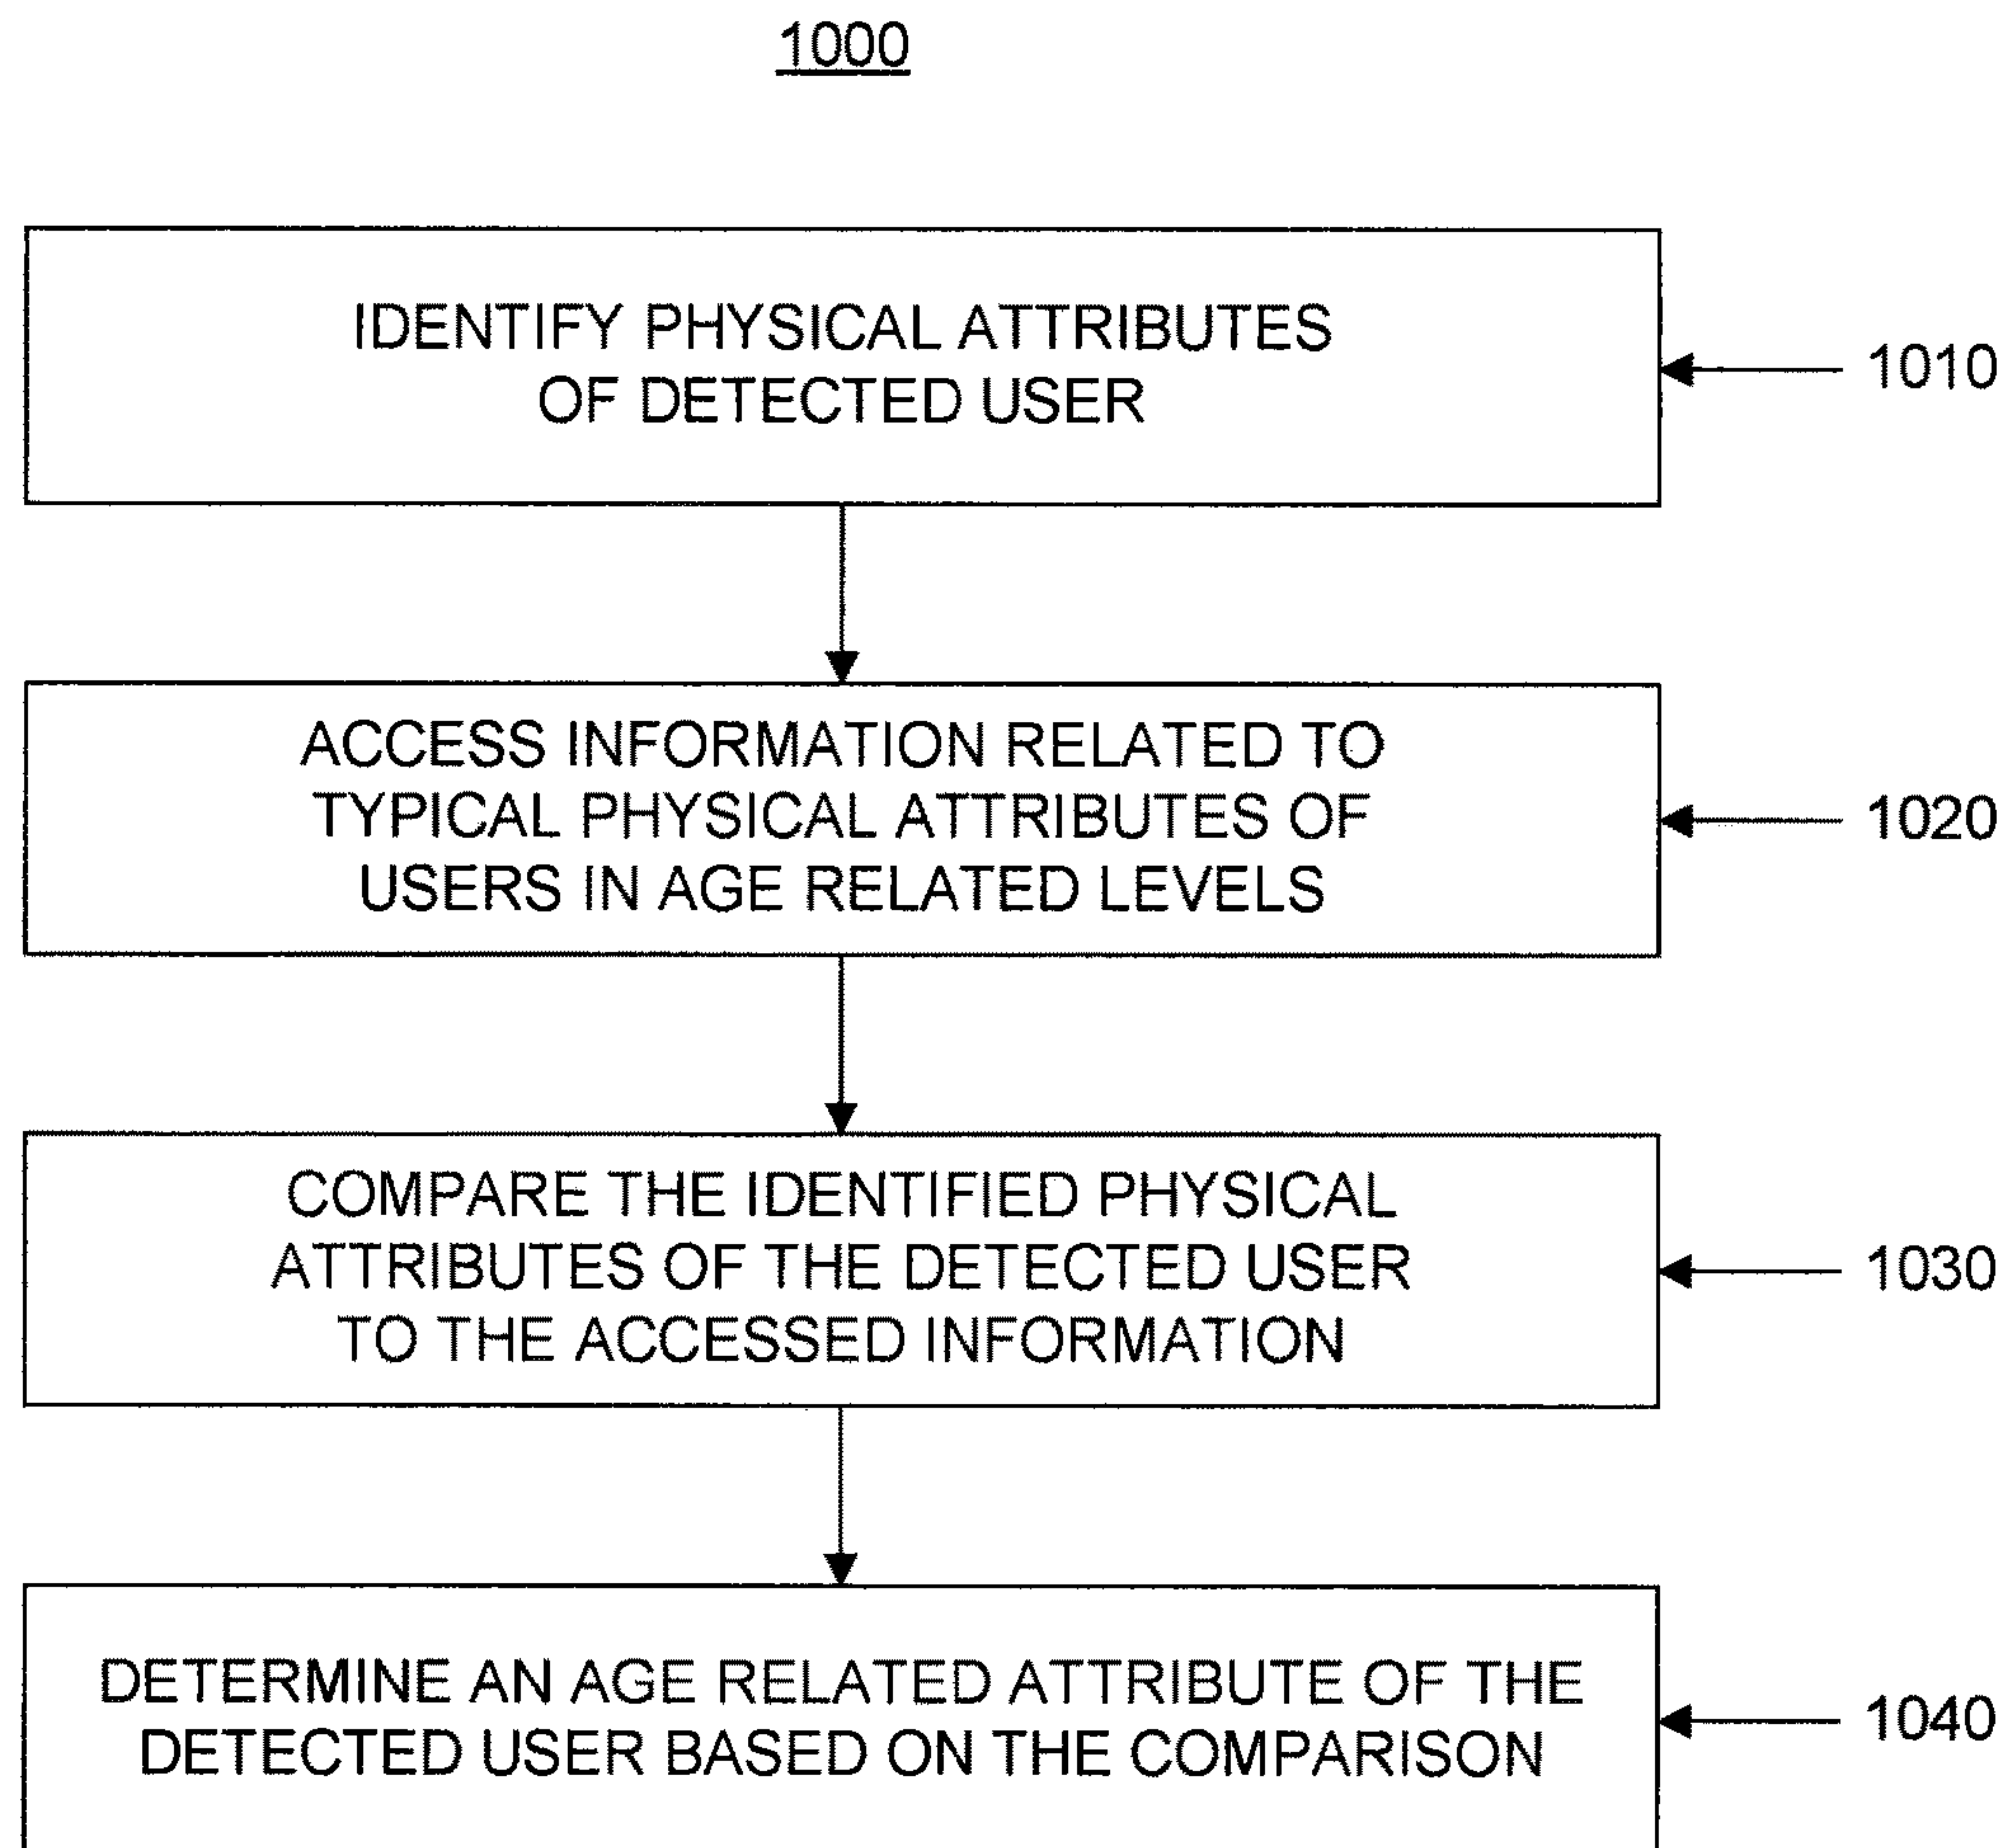 1000
IDENTIFY PHYSICAL ATTRIBUTES
OF DETECTED USER
1010
ACCESS INFORMATION RELATED TO
TYPICAL PHYSICAL ATTRIBUTES OF
USERS IN AGE RELATED LEVELS
1020
COMPARE THE IDENTIFIED PHYSICAL
ATTRIBUTES OF THE DETECTED USER
TO THE ACCESSED INFORMATION
1030
DETERMINE AN AGE RELATED ATTRIBUTE OF THE
DETECTED USER BASED ON THE COMPARISON
1040